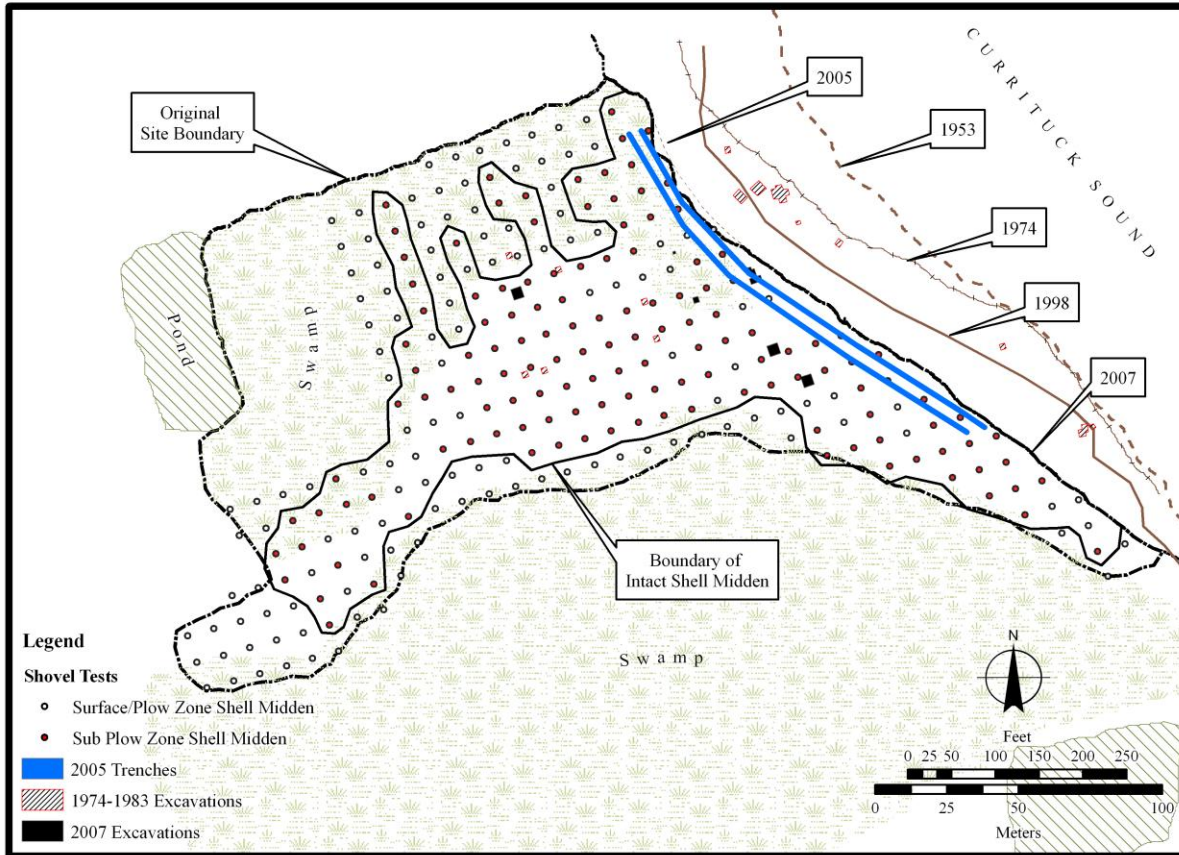 CURRITUCK SOUND
2005
Original
Site Boundary
1953
1974
1998
Pond
Swamp
2007
Boundary of
Intact Shell Midden
Swamp
Legend
Shovel Tests
Surface/Plow Zone Shell Midden
Sub Plow Zone Shell Midden
2005 Trenches
1974-1983 Excavations
2007 Excavations
N
Feet
0 25 50 100 150 200 250
0 25 50 100
Meters